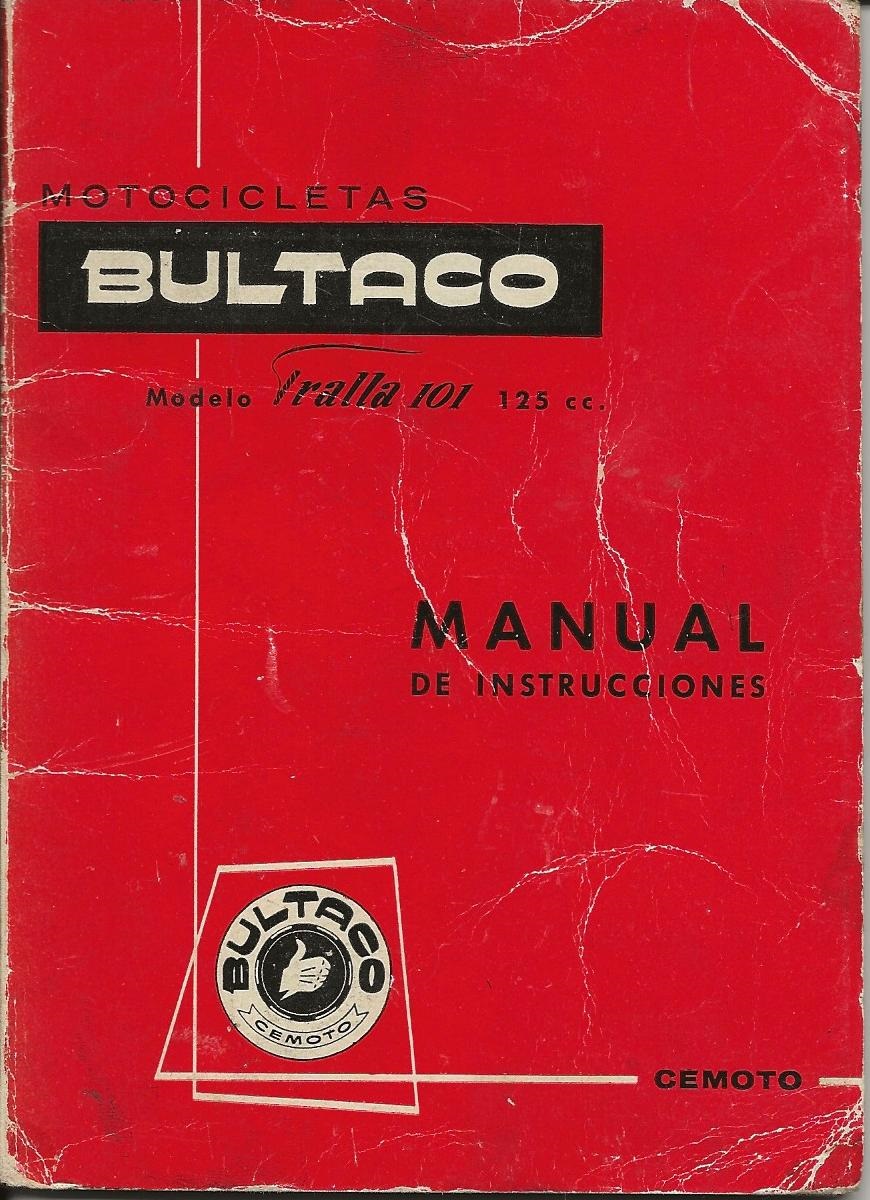 MOTOCICLETAS
BULTACO
Modelo Tralla 101 125 cc.
MANUAL
DE INSTRUCCIONES
BULTACO
CEMOTO
CEMOTO